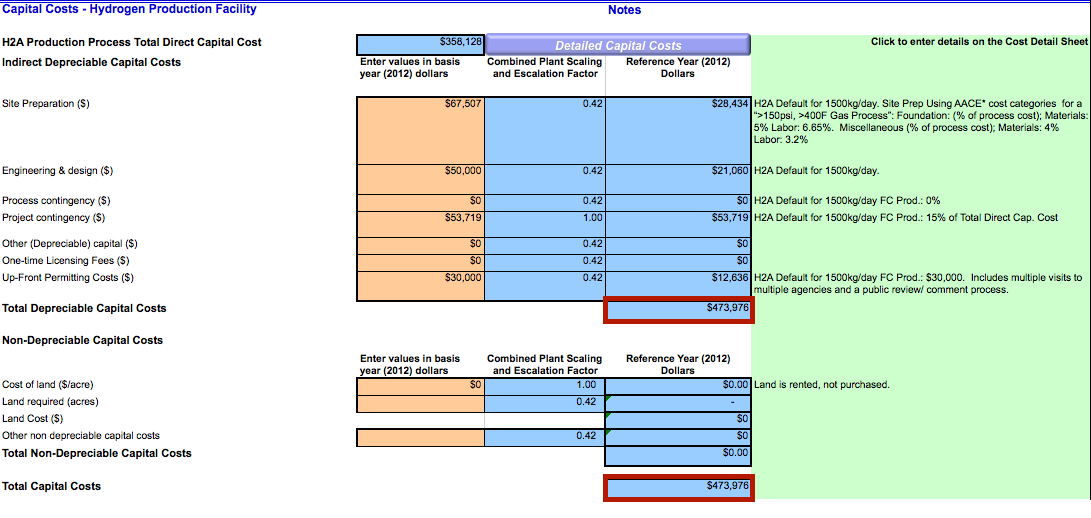 Capital Costs - Hydrogen Production Facility Notes
H2A Production Process Total Direct Capital Cost $358,128 Detailed Capital Costs Click to enter details on the Cost Detail Sheet
Indirect Depreciable Capital Costs Enter values in basis Combined Plant Scaling Reference Year (2012)
year (2012) dollars and Escalation Factor Dollars
Site Preparation ($) $67,507 0.42 $28,434 H2A Default for 1500kg/day. Site Prep Using AACE* cost categories for a
">150psi, >400F Gas Process": Foundation: (% of process cost); Materials:
5% Labor: 6.65%. Miscellaneous (% of process cost); Materials: 4%
Labor: 3.2%
Engineering & design ($) $50,000 0.42 $21,060 H2A Default for 1500kg/day.
Process contingency ($) $0 0.42 $0 H2A Default for 1500kg/day FC Prod.: 0%
Project contingency ($) $53,719 1.00 $53,719 H2A Default for 1500kg/day FC Prod.: 15% of Total Direct Cap. Cost
Other (Depreciable) capital ($) $0 0.42 $0
One-time Licensing Fees ($) $0 0.42 $0
Up-Front Permitting Costs ($) $30,000 0.42 $12,636 H2A Default for 1500kg/day FC Prod.: $30,000. Includes multiple visits to
multiple agencies and a public review/ comment process.
Total Depreciable Capital Costs $473,976
Non-Depreciable Capital Costs
Enter values in basis Combined Plant Scaling Reference Year (2012)
year (2012) dollars and Escalation Factor Dollars
Cost of land ($/acre) $0 1.00 $0.00 Land is rented, not purchased.
Land required (acres) 0.42 -
Land Cost ($) $0
Other non depreciable capital costs 0.42 $0
Total Non-Depreciable Capital Costs $0.00
Total Capital Costs $473,976